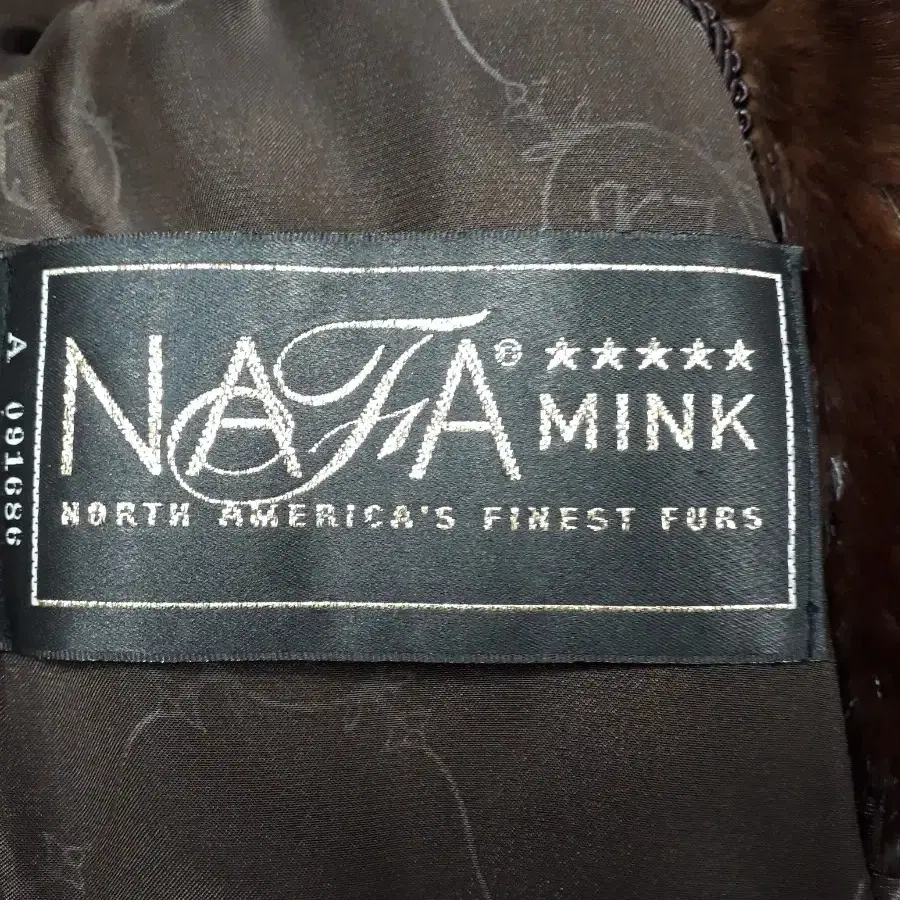 NAFA® ★★★★★
MINK
NORTH AMERICA'S FINEST FURS
A 091686